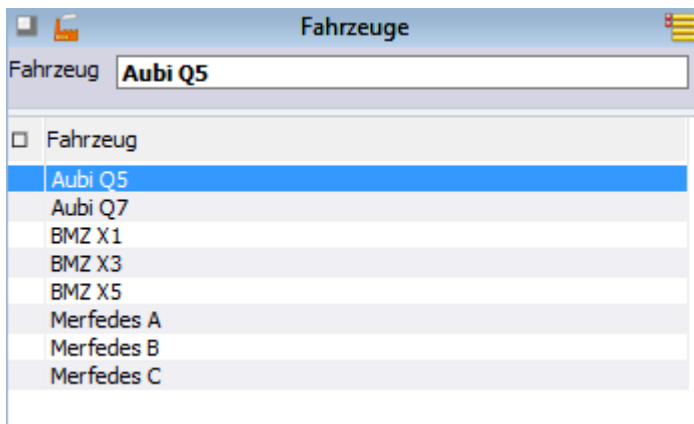 Fahrzeuge
Fahrzeug Aubi Q5
Fahrzeug
Aubi Q5
Aubi Q7
BMZ X1
BMZ X3
BMZ X5
Merfedes A
Merfedes B
Merfedes C